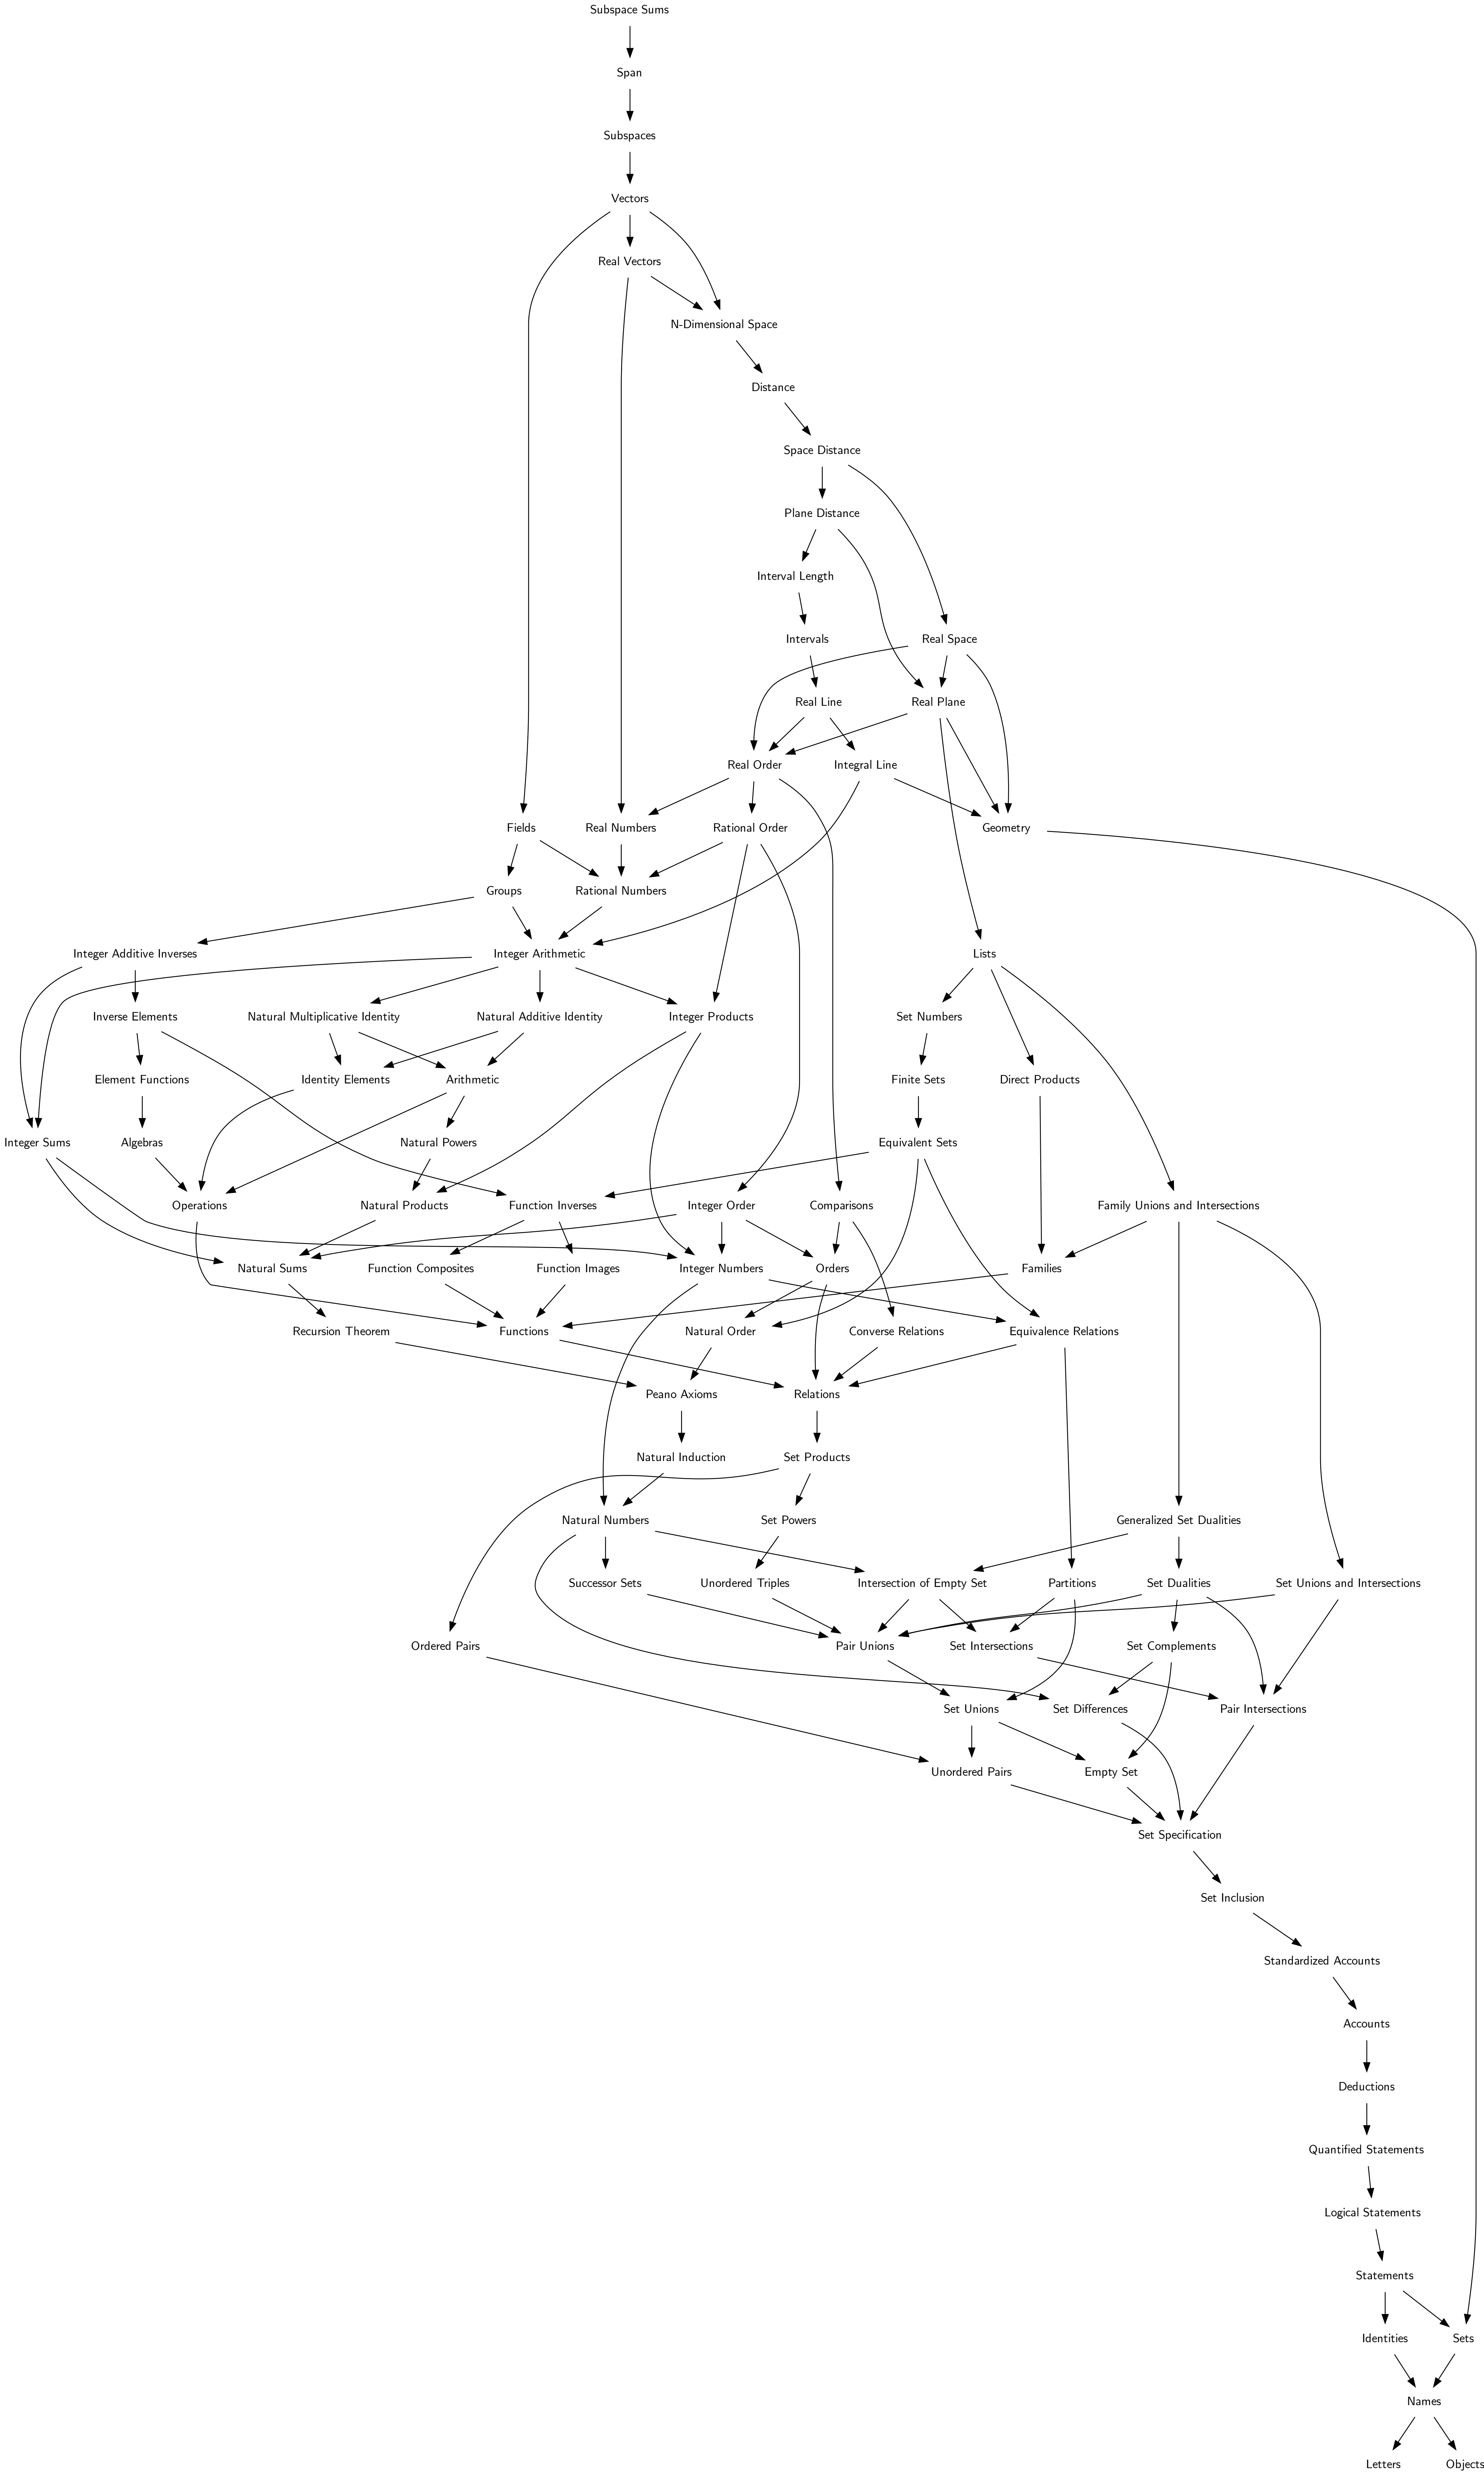 Subspace Sums
Span
Subspaces
Vectors
Real Vectors
N-Dimensional Space
Distance
Space Distance
Plane Distance
Interval Length
Intervals
Real Space
Real Line
Real Plane
Real Order
Integral Line
Fields
Real Numbers
Rational Order
Geometry
Groups
Rational Numbers
Integer Additive Inverses
Integer Arithmetic
Lists
Inverse Elements
Natural Multiplicative Identity
Natural Additive Identity
Integer Products
Set Numbers
Element Functions
Identity Elements
Arithmetic
Finite Sets
Direct Products
Integer Sums
Algebras
Natural Powers
Equivalent Sets
Operations
Natural Products
Function Inverses
Integer Order
Comparisons
Family Unions and Intersections
Natural Sums
Function Composites
Function Images
Integer Numbers
Orders
Families
Recursion Theorem
Functions
Natural Order
Converse Relations
Equivalence Relations
Peano Axioms
Relations
Natural Induction
Set Products
Natural Numbers
Set Powers
Generalized Set Dualities
Successor Sets
Unordered Triples
Intersection of Empty Set
Partitions
Set Dualities
Set Unions and Intersections
Ordered Pairs
Pair Unions
Set Intersections
Set Complements
Set Unions
Set Differences
Pair Intersections
Unordered Pairs
Empty Set
Set Specification
Set Inclusion
Standardized Accounts
Accounts
Deductions
Quantified Statements
Logical Statements
Statements
Identities
Sets
Names
Letters
Objects